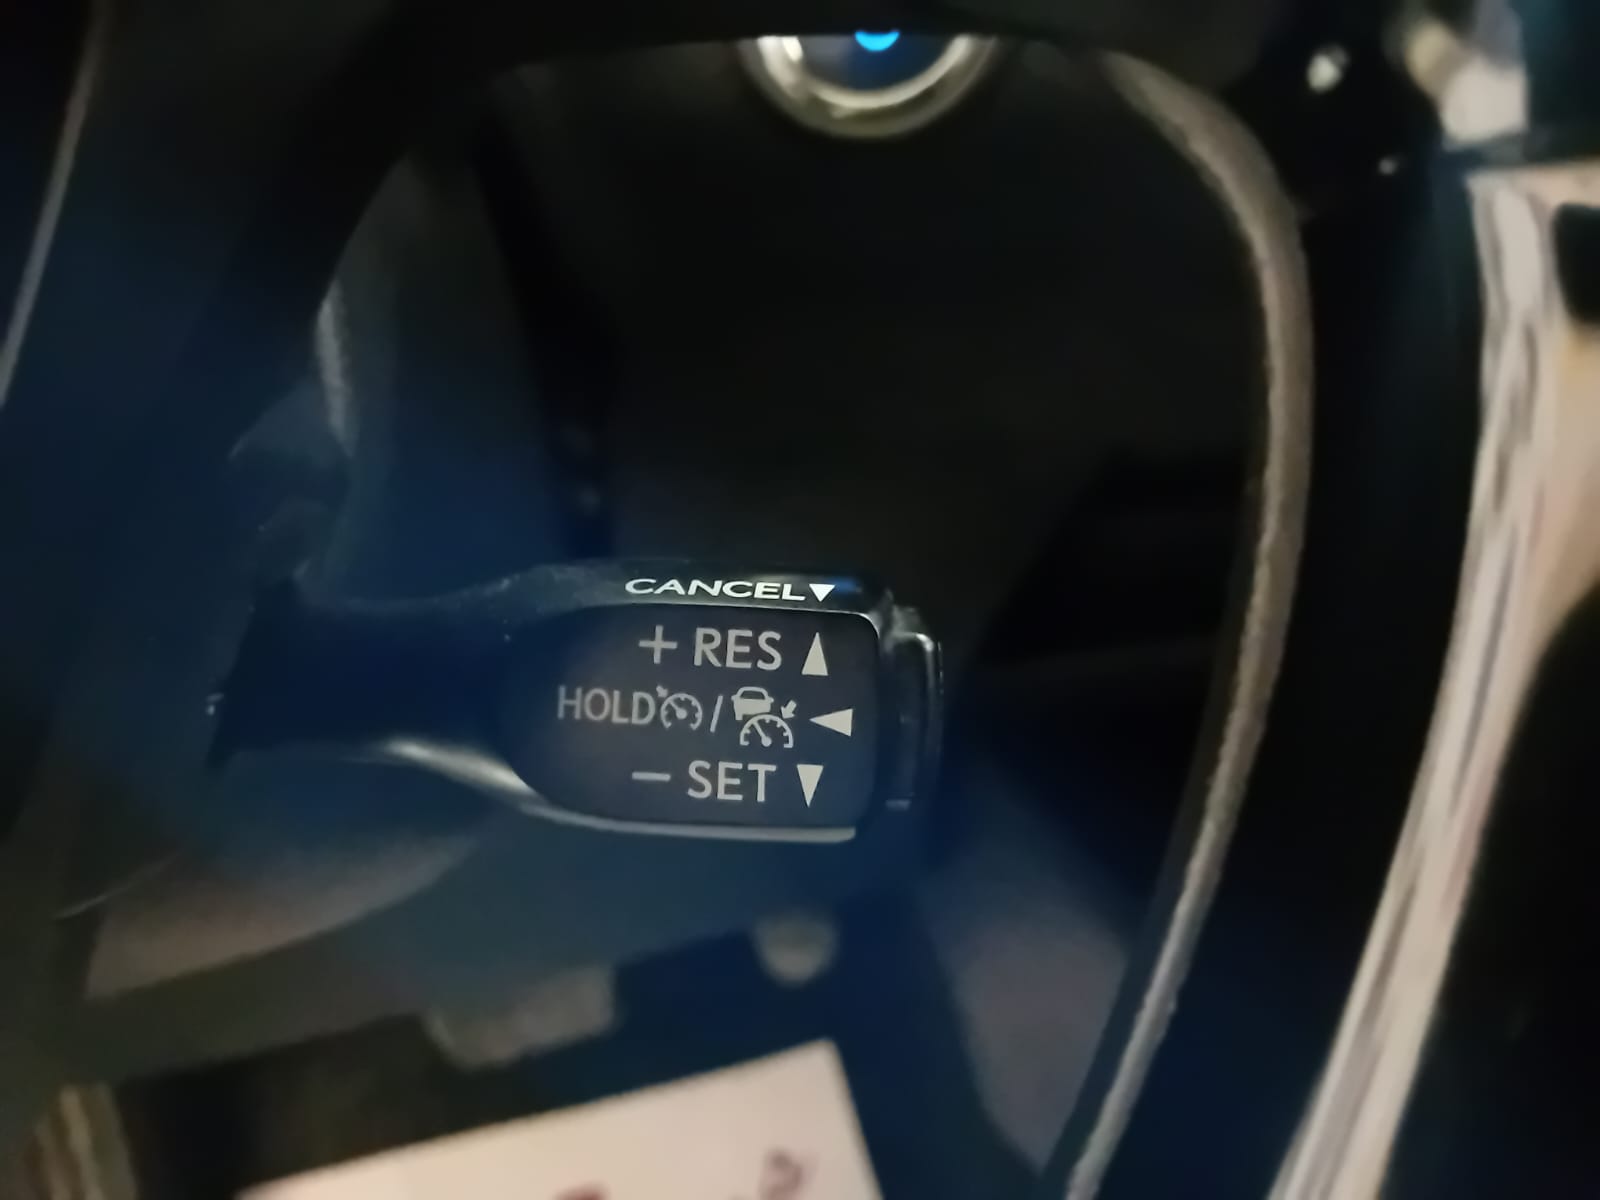 CANCEL▼
+ RES ▲
HOLD / ◀
− SET ▼